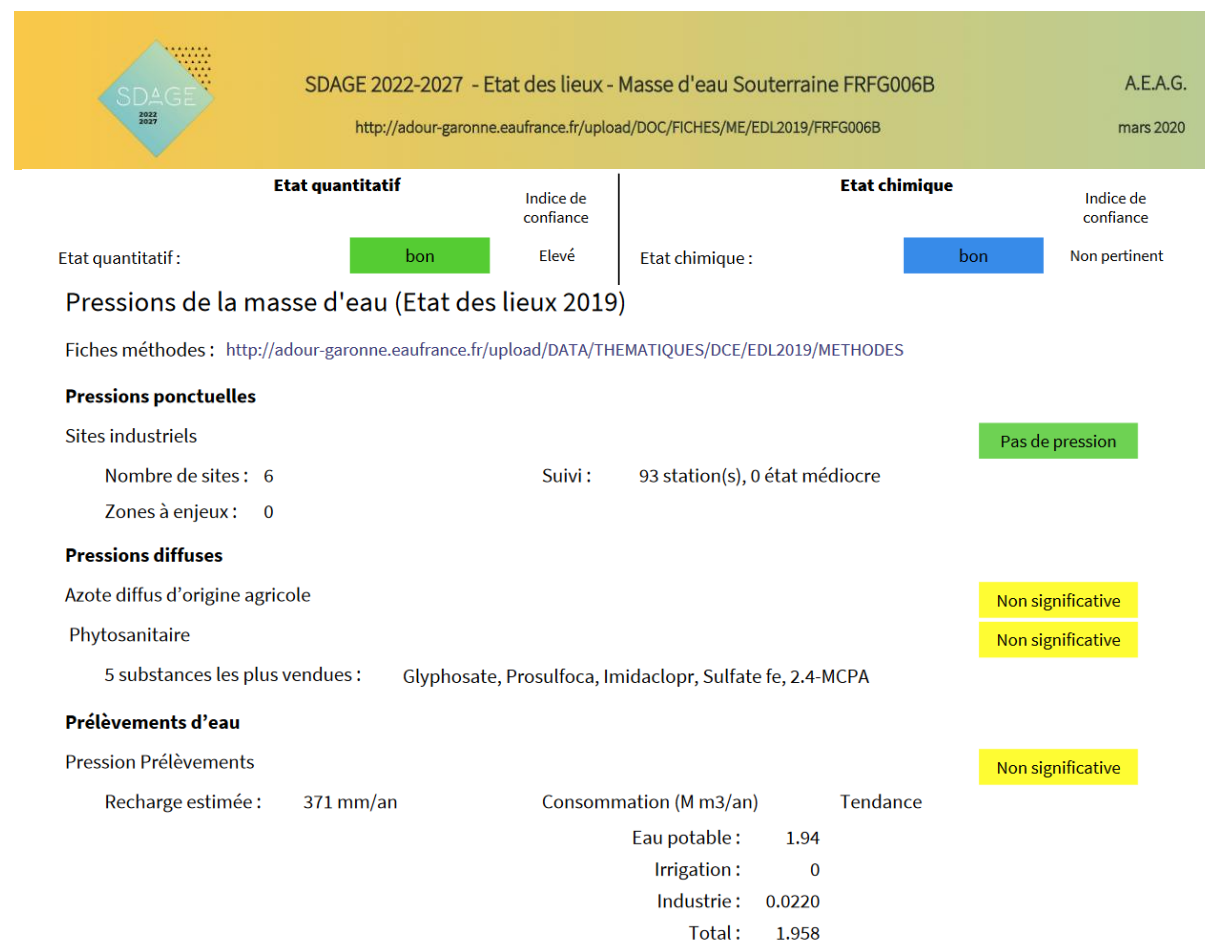 SDAGE
2022
2027
SDAGE 2022-2027 - Etat des lieux - Masse d'eau Souterraine FRFG006B
A.E.A.G.
http://adour-garonne.eaufrance.fr/upload/DOC/FICHES/ME/EDL2019/FRFG006B
mars 2020
Etat quantitatif
Indice de
confiance
Etat quantitatif :
bon
Elevé
Etat chimique
Indice de
confiance
Etat chimique :
bon
Non pertinent
Pressions de la masse d'eau (Etat des lieux 2019)
Fiches méthodes : http://adour-garonne.eaufrance.fr/upload/DATA/THEMATIQUES/DCE/EDL2019/METHODES
Pressions ponctuelles
Sites industriels
Pas de pression
Nombre de sites : 6
Suivi : 93 station(s), 0 état médiocre
Zones à enjeux : 0
Pressions diffuses
Azote diffus d’origine agricole
Non significative
Phytosanitaire
Non significative
5 substances les plus vendues : Glyphosate, Prosulfoca, Imidaclopr, Sulfate fe, 2.4-MCPA
Prélèvements d’eau
Pression Prélèvements
Non significative
Recharge estimée : 371 mm/an
Consommation (M m3/an)
Tendance
Eau potable : 1.94
Irrigation : 0
Industrie : 0.0220
Total : 1.958